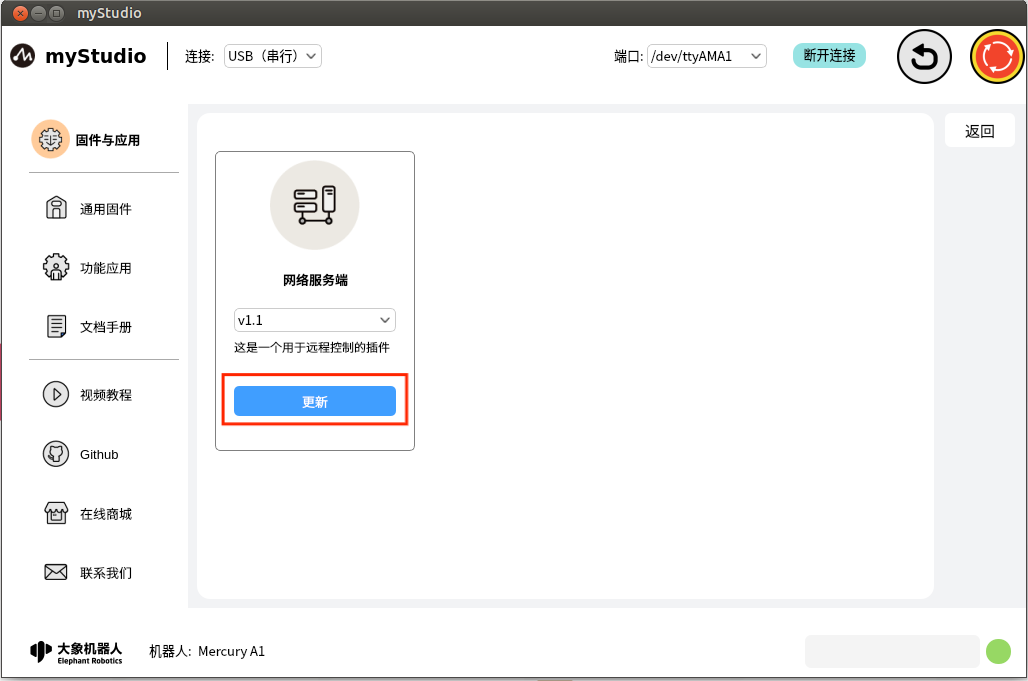 myStudio
myStudio
连接:
USB（串行）
端口:
/dev/ttyAMA1
断开连接
固件与应用
通用固件
功能应用
文档手册
视频教程
Github
在线商城
联系我们
网络服务端
v1.1
这是一个用于远程控制的插件
更新
返回
大象机器人
Elephant Robotics
机器人: Mercury A1